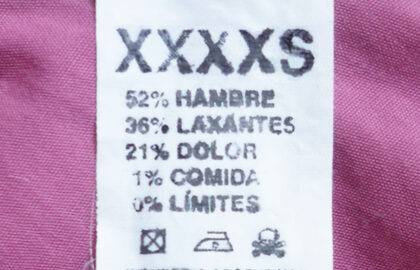 XXXXS
52% HAMBRE
36% LAXANTES
21% DOLOR
1% COMIDA
0% LÍMITES